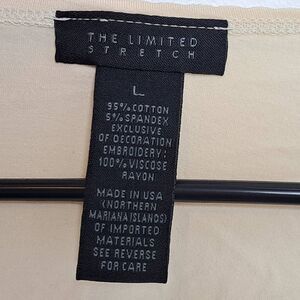 THE LIMITED
STRETCH
L
95% COTTON
5% SPANDEX
EXCLUSIVE
OF DECORATION
EMBROIDERY:
100% VISCOSE
RAYON
MADE IN USA
(NORTHERN
MARIANA ISLANDS)
OF IMPORTED
MATERIALS
SEE REVERSE
FOR CARE